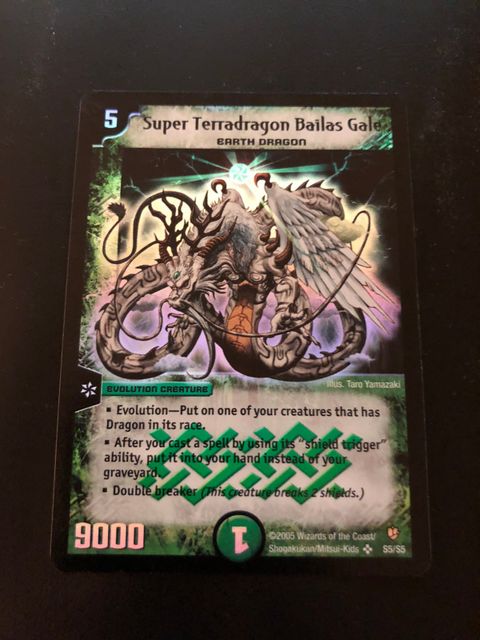 5
Super Terradragon Bailas Gale
EARTH DRAGON
Illus. Taro Yamazaki
EVOLUTION CREATURE
▪ Evolution—Put on one of your creatures that has
Dragon in its race.
▪ After you cast a spell by using its "shield trigger"
ability, put it into your hand instead of your
graveyard.
▪ Double breaker (This creature breaks 2 shields.)
9000
1
©2005 Wizards of the Coast/
Shogakukan/Mitsui-Kids S5/S5